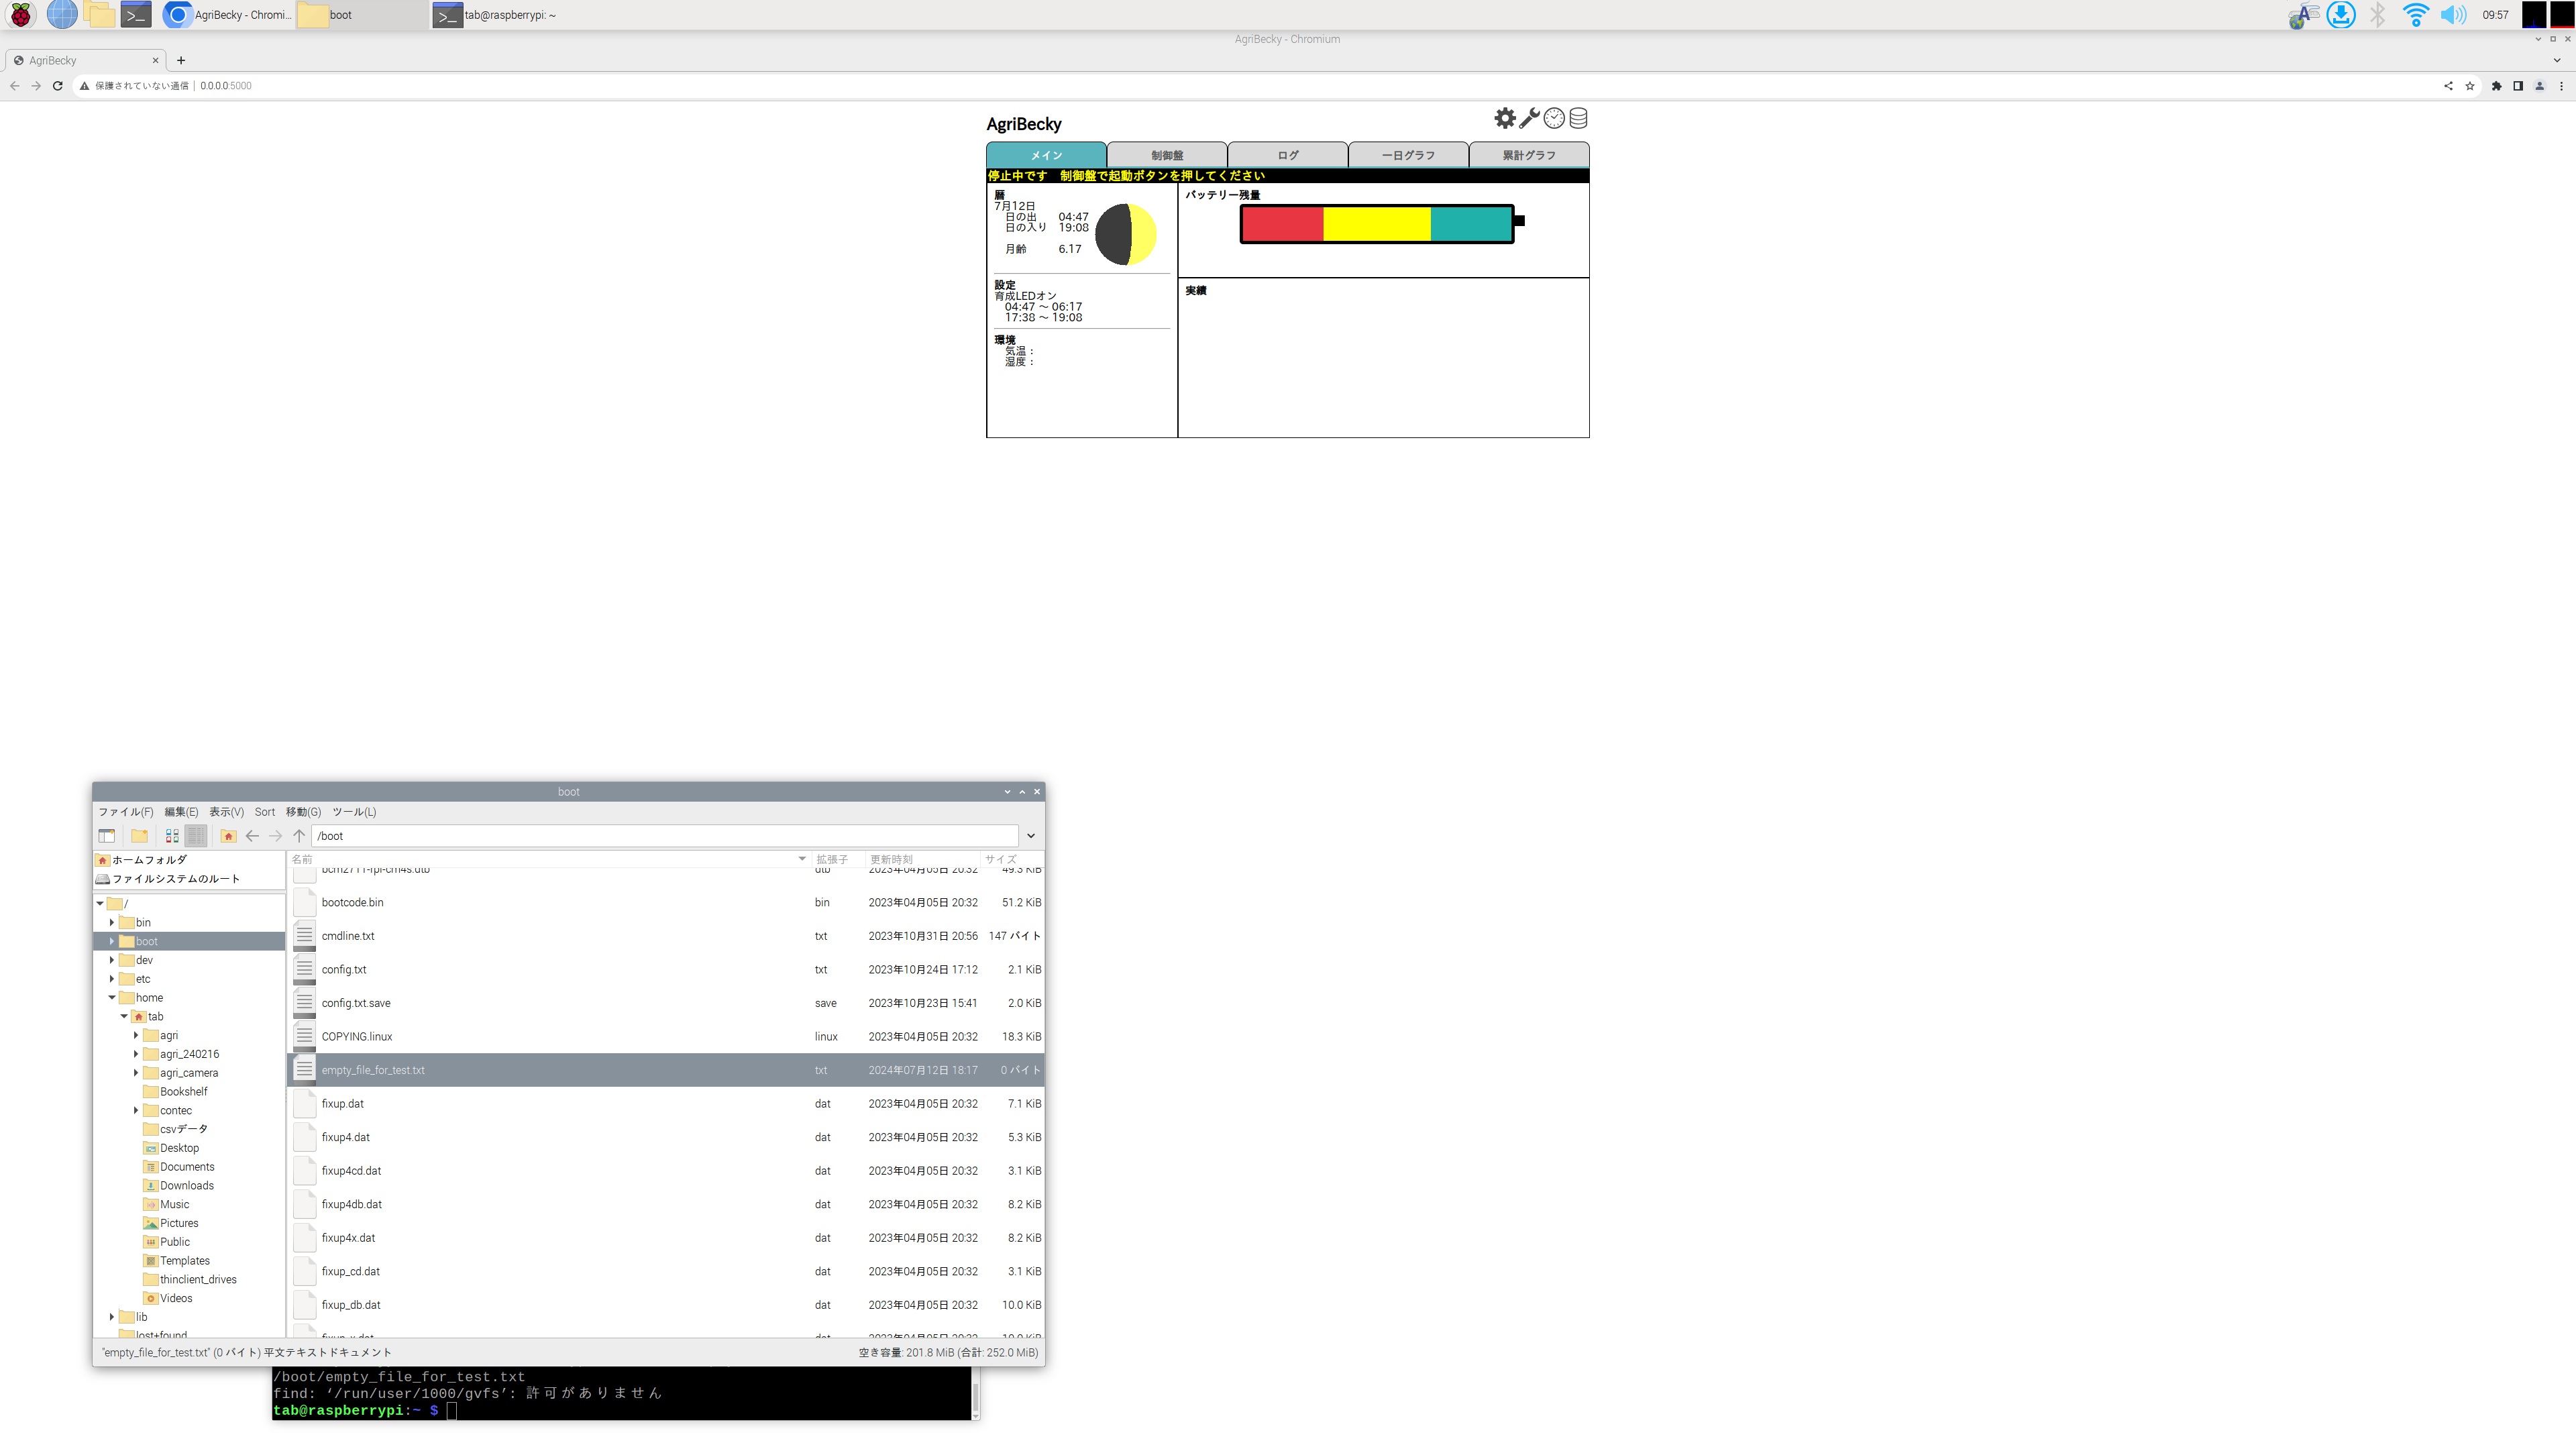 AgriBecky - Chromi...
boot
tab@raspberrypi: ~
09:57
AgriBecky - Chromium
AgriBecky
保護されていない通信 | 0.0.0.0:5000
AgriBecky
メイン 制御盤 ログ 一日グラフ 累計グラフ
停止中です　制御盤で起動ボタンを押してください
暦
7月12日
日の出 04:47
日の入り 19:08
月齢 6.17
設定
育成LEDオン
04:47 ～ 06:17
17:38 ～ 19:08
環境
気温：
湿度：
バッテリー残量
実績
boot
ファイル(F) 編集(E) 表示(V) Sort 移動(G) ツール(L)
/boot
ホームフォルダ
ファイルシステムのルート
/
bin
boot
dev
etc
home
tab
agri
agri_240216
agri_camera
Bookshelf
contec
csvデータ
Desktop
Documents
Downloads
Music
Pictures
Public
Templates
thinclient_drives
Videos
lib
lost+found
名前 拡張子 更新時刻 サイズ
bcm2711-rpi-cm4s.dtb dtb 2023年04月05日 20:32 49.3 KiB
bootcode.bin bin 2023年04月05日 20:32 51.2 KiB
cmdline.txt txt 2023年10月31日 20:56 147 バイト
config.txt txt 2023年10月24日 17:12 2.1 KiB
config.txt.save save 2023年10月23日 15:41 2.0 KiB
COPYING.linux linux 2023年04月05日 20:32 18.3 KiB
empty_file_for_test.txt txt 2024年07月12日 18:17 0 バイト
fixup.dat dat 2023年04月05日 20:32 7.1 KiB
fixup4.dat dat 2023年04月05日 20:32 5.3 KiB
fixup4cd.dat dat 2023年04月05日 20:32 3.1 KiB
fixup4db.dat dat 2023年04月05日 20:32 8.2 KiB
fixup4x.dat dat 2023年04月05日 20:32 8.2 KiB
fixup_cd.dat dat 2023年04月05日 20:32 3.1 KiB
fixup_db.dat dat 2023年04月05日 20:32 10.0 KiB
fixup_x.dat dat 2023年04月05日 20:32 10.0 KiB
"empty_file_for_test.txt" (0 バイト) 平文テキストドキュメント
空き容量: 201.8 MiB (合計: 252.0 MiB)
/boot/empty_file_for_test.txt
find: ‘/run/user/1000/gvfs’: 許可がありません
tab@raspberrypi:~ $